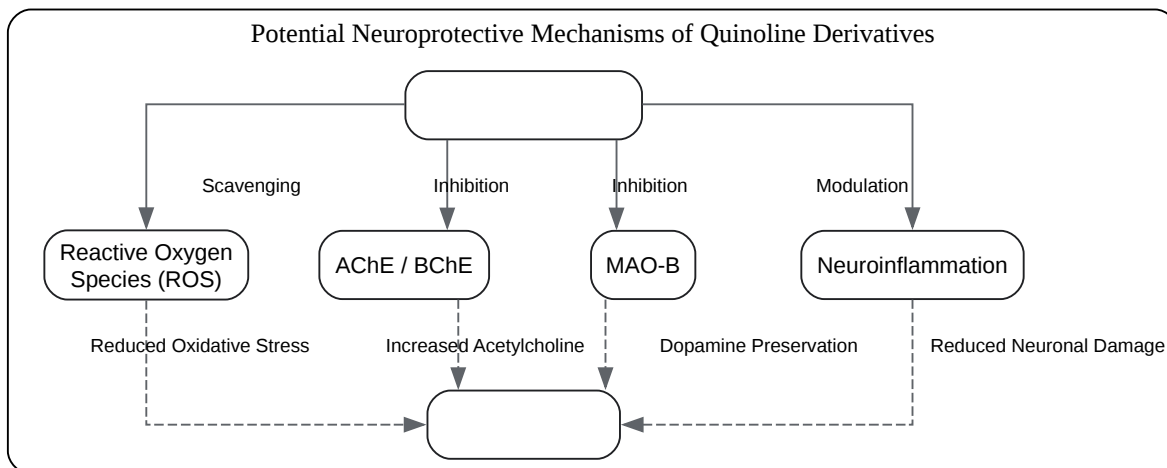 Potential Neuroprotective Mechanisms of Quinoline Derivatives
Scavenging
Inhibition
Inhibition
Modulation
Reactive Oxygen
Species (ROS)
AChE / BChE
MAO-B
Neuroinflammation
Reduced Oxidative Stress
Increased Acetylcholine
Dopamine Preservation
Reduced Neuronal Damage